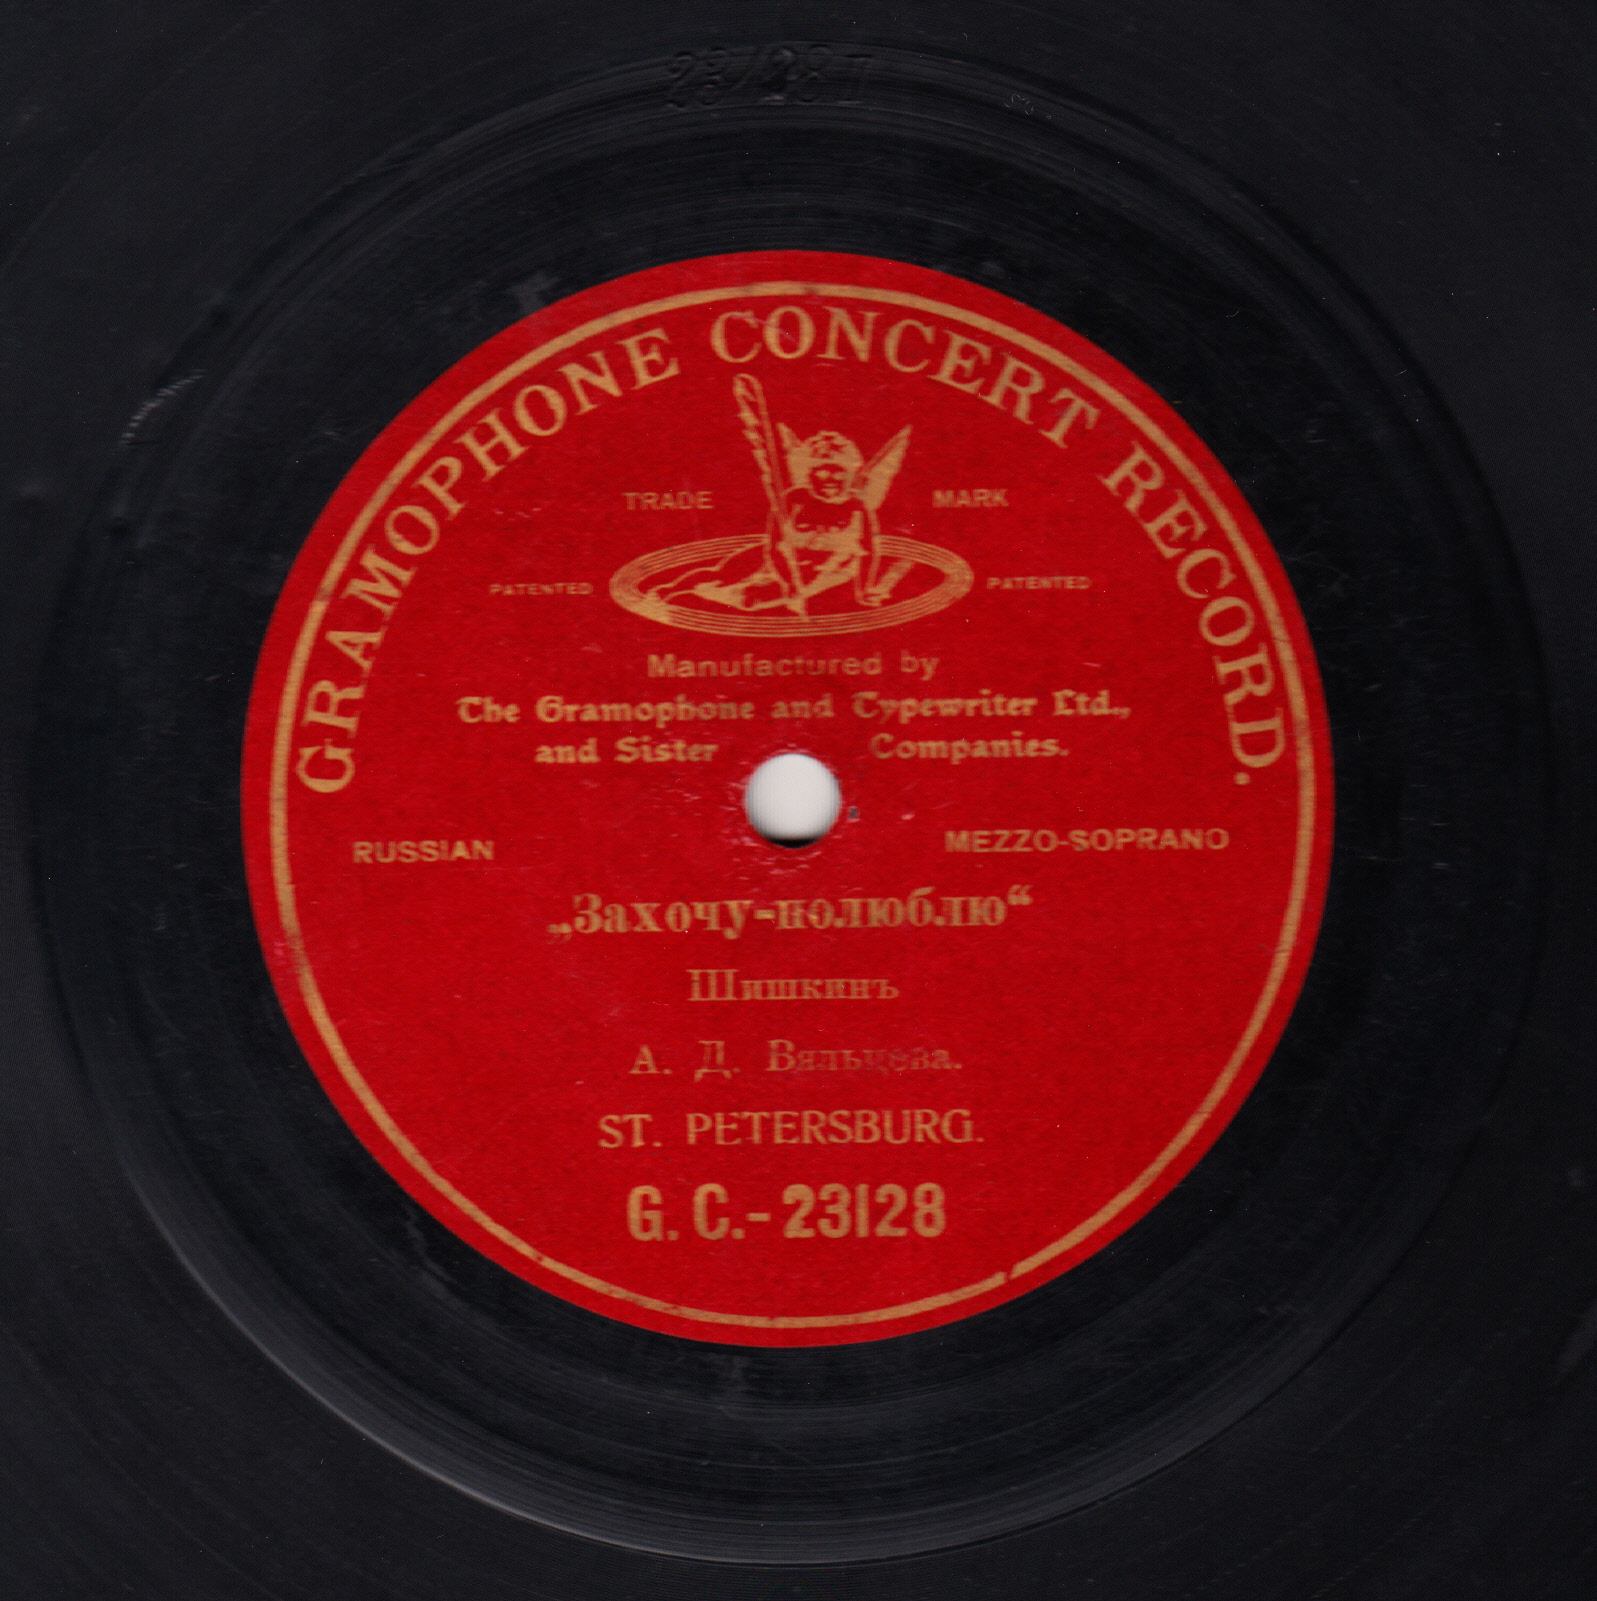 23128
GRAMOPHONE CONCERT RECORD.
TRADE MARK
PATENTED PATENTED
Manufactured by
The Gramophone and Typewriter Ltd.,
and Sister Companies.
RUSSIAN MEZZO-SOPRANO
„Захочу-полюблю“
Шишкинъ
А. Д. Вяльцева.
ST. PETERSBURG.
G. C.-23128